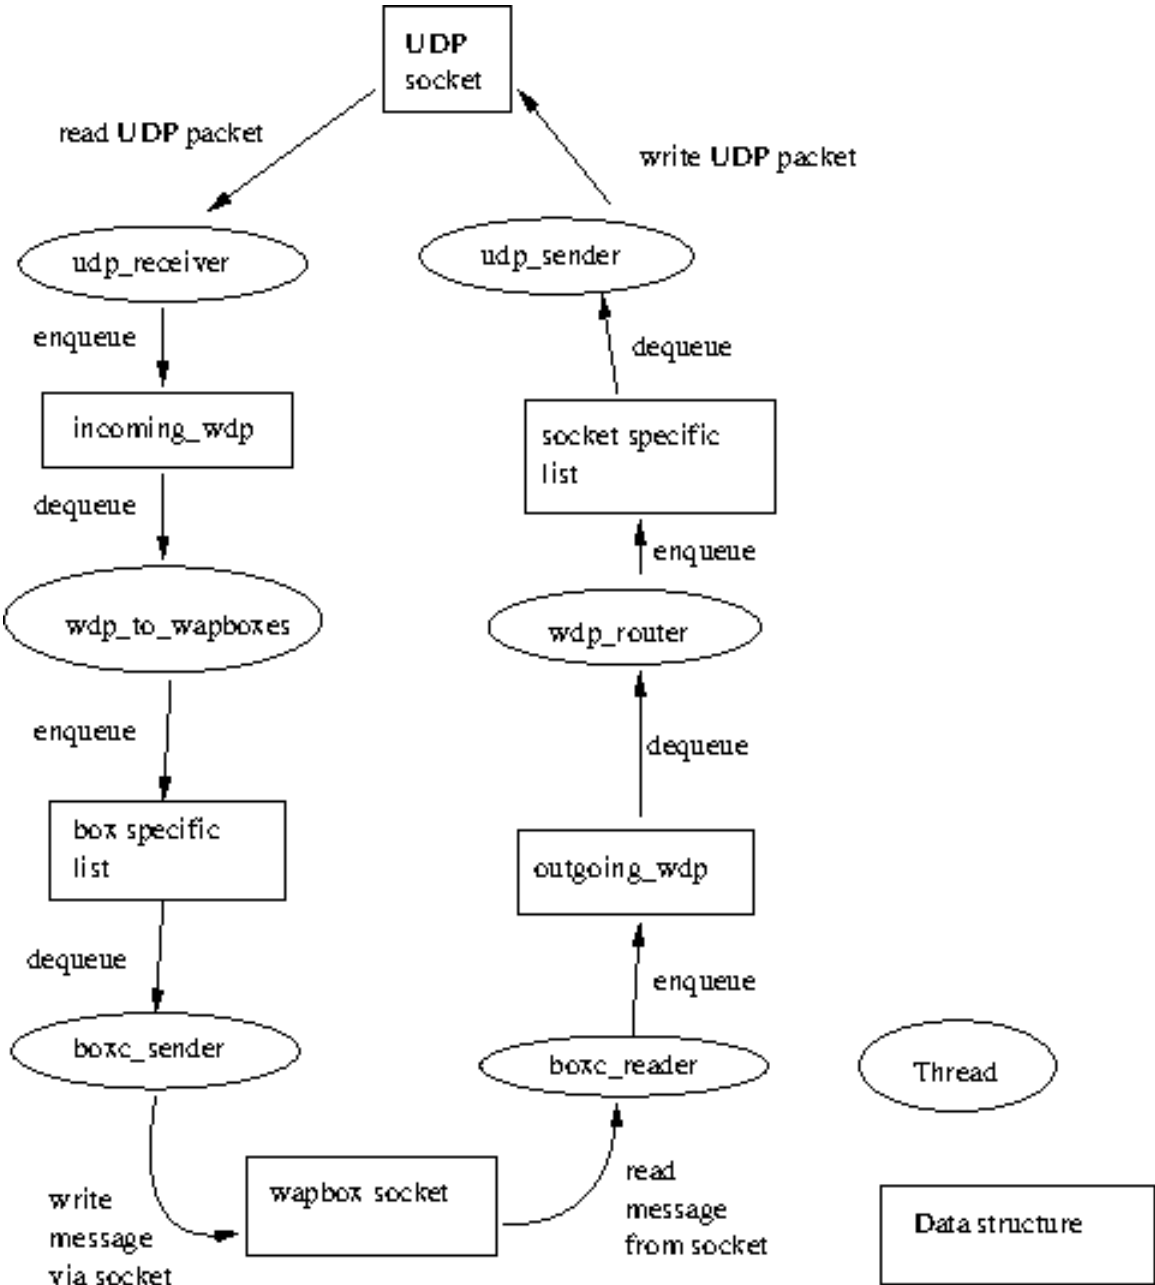 UDP
socket
read UDP packet
write UDP packet
udp_receiver
udp_sender
enqueue
dequeue
incoming_wdp
socket specific
list
dequeue
enqueue
wdp_to_wapboxes
wdp_router
enqueue
dequeue
box specific
list
outgoing_wdp
dequeue
enqueue
boxc_sender
boxc_reader
Thread
write
message
via socket
wapbox socket
read
message
from socket
Data structure